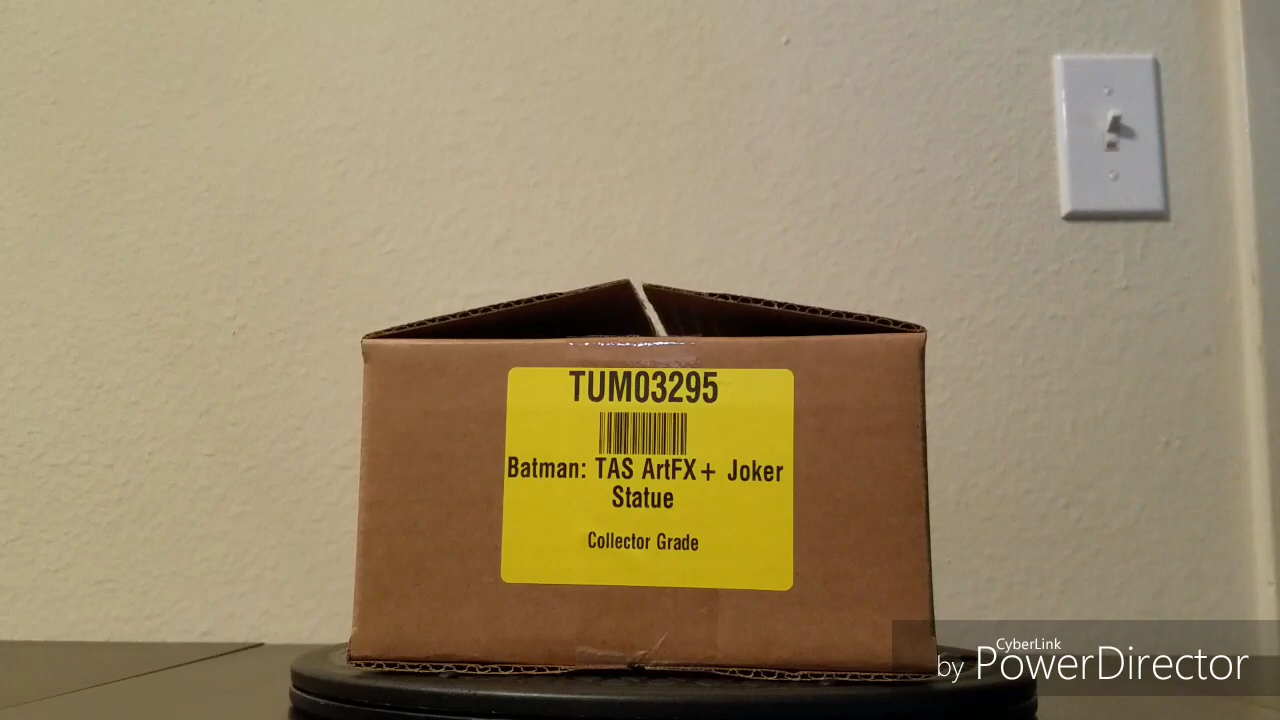 TUM03295
Batman: TAS ArtFX+ Joker
Statue
Collector Grade
CyberLink
by PowerDirector